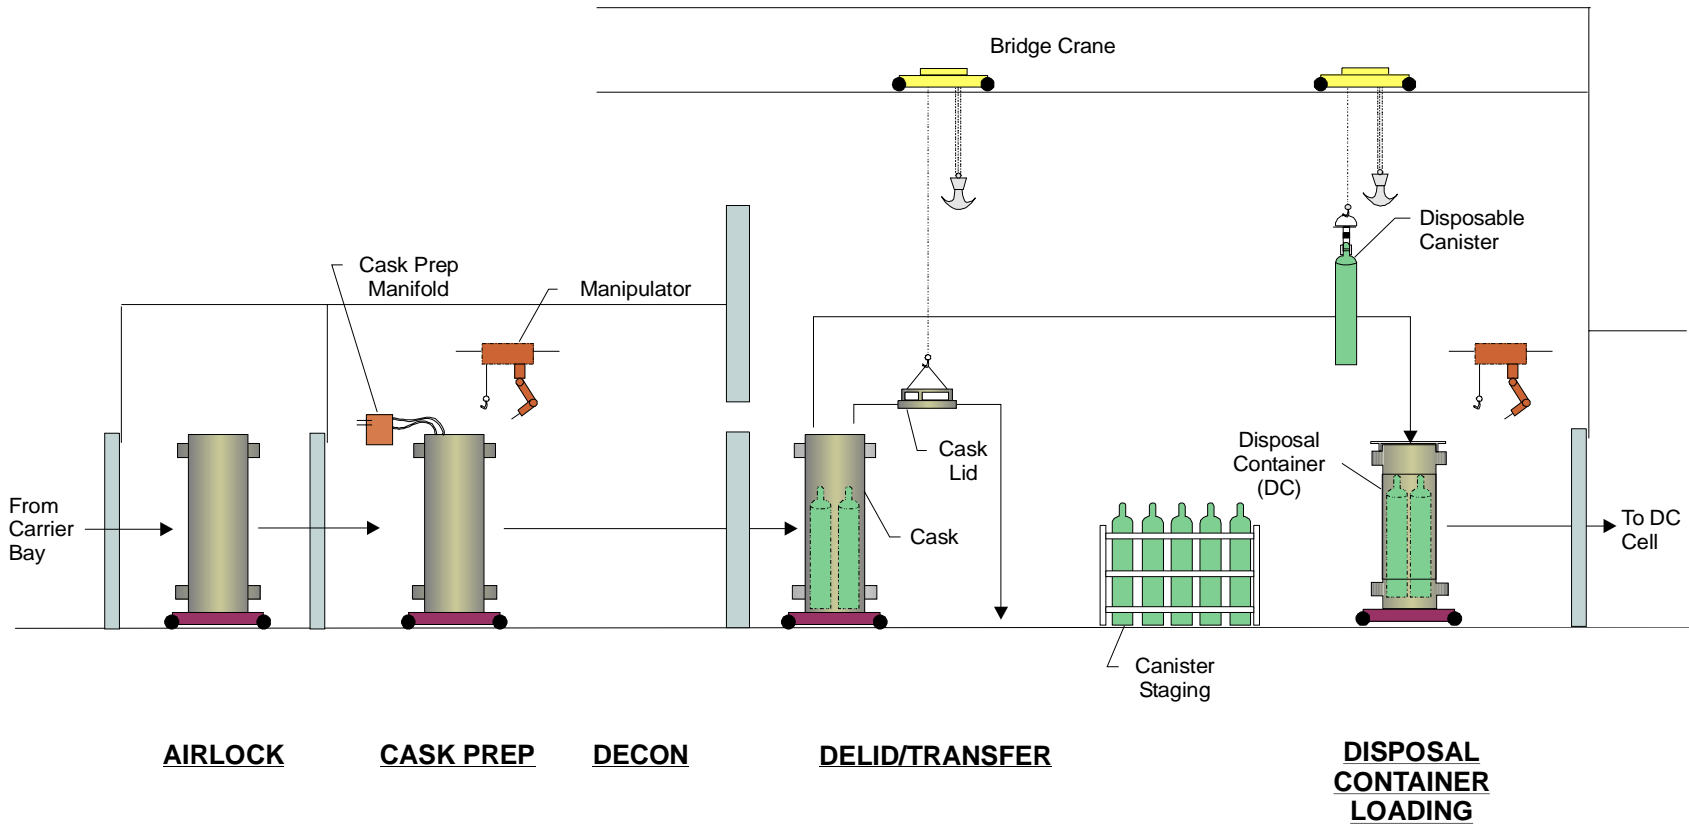 Bridge Crane
Disposable
Canister
Cask Prep
Manifold
Manipulator
Cask
Lid
Disposal
Container
(DC)
From
Carrier
Bay
Cask
To DC
Cell
Canister
Staging
AIRLOCK
CASK PREP
DECON
DELID/TRANSFER
DISPOSAL
CONTAINER
LOADING